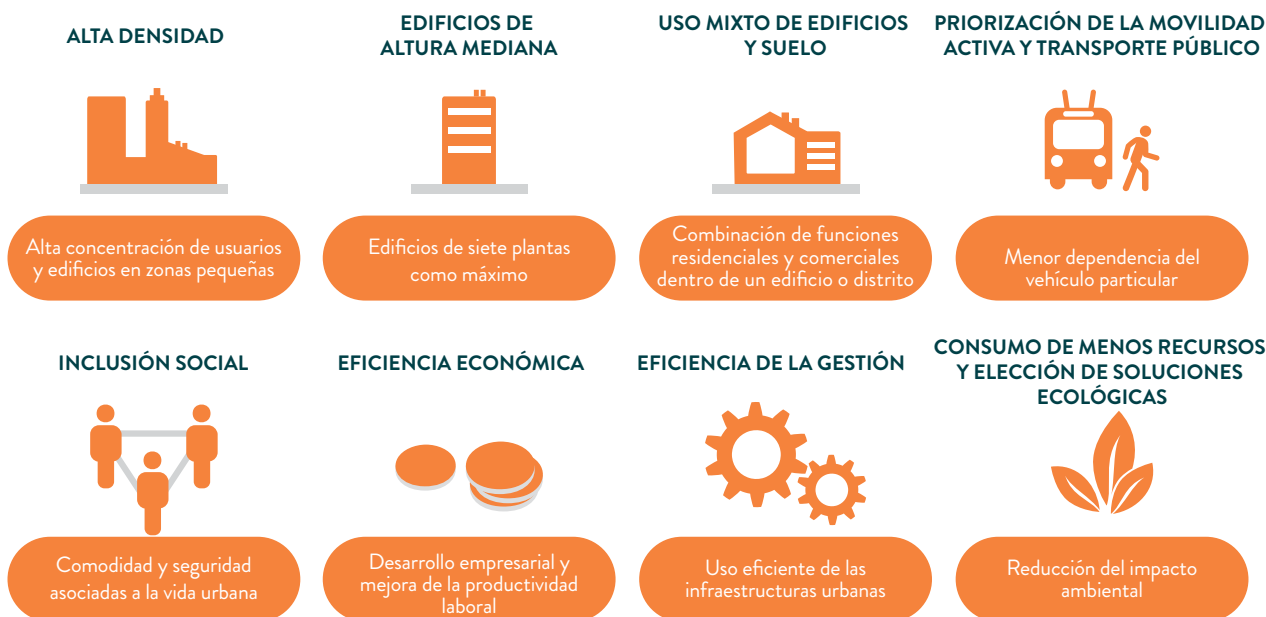 ALTA DENSIDAD
Alta concentración de usuarios
y edificios en zonas pequeñas
EDIFICIOS DE
ALTURA MEDIANA
Edificios de siete plantas
como máximo
USO MIXTO DE EDIFICIOS
Y SUELO
Combinación de funciones
residenciales y comerciales
dentro de un edificio o distrito
PRIORIZACIÓN DE LA MOVILIDAD
ACTIVA Y TRANSPORTE PÚBLICO
Menor dependencia del
vehículo particular
INCLUSIÓN SOCIAL
Comodidad y seguridad
asociadas a la vida urbana
EFICIENCIA ECONÓMICA
Desarrollo empresarial y
mejora de la productividad
laboral
EFICIENCIA DE LA GESTIÓN
Uso eficiente de las
infraestructuras urbanas
CONSUMO DE MENOS RECURSOS
Y ELECCIÓN DE SOLUCIONES
ECOLÓGICAS
Reducción del impacto
ambiental